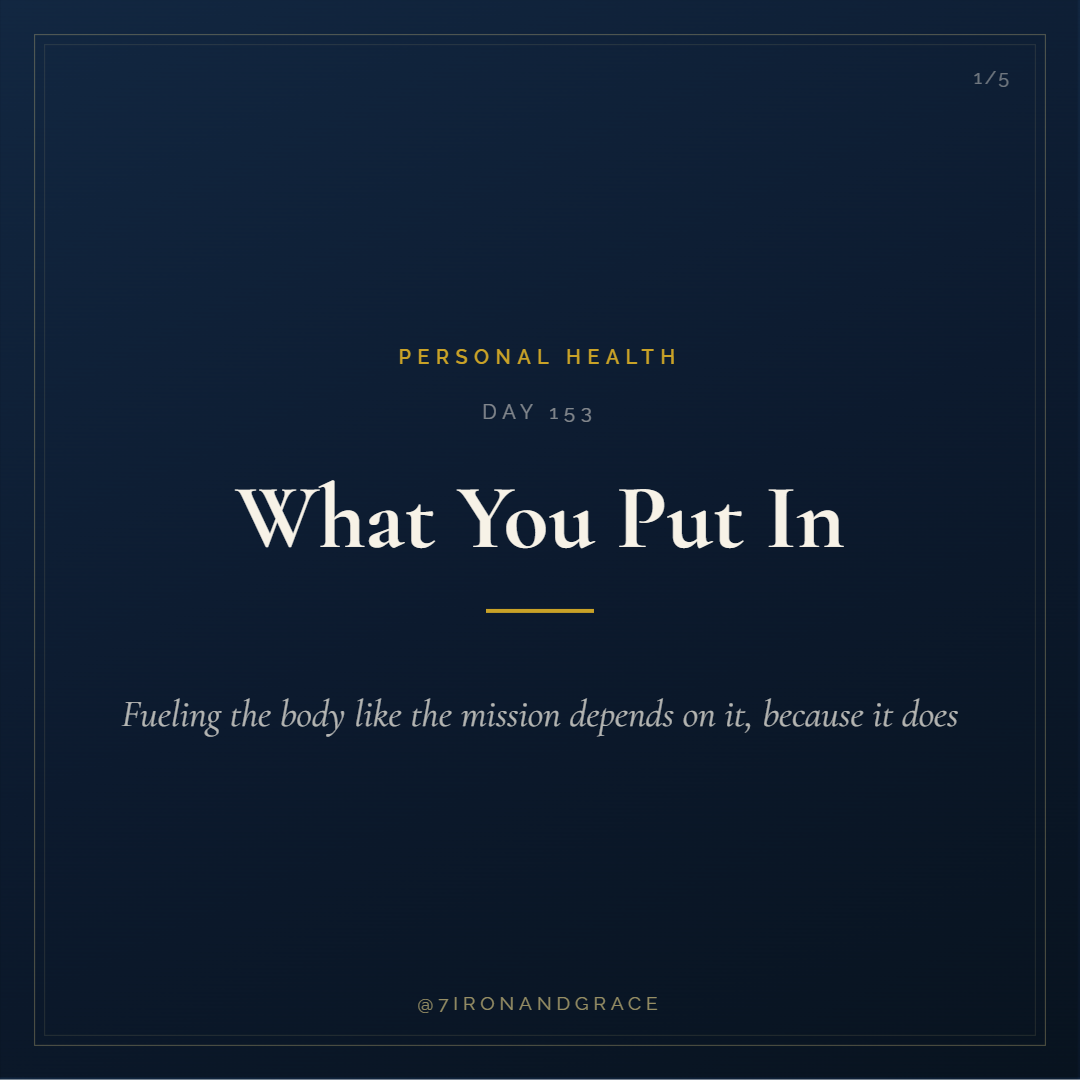 1/5
PERSONAL HEALTH
DAY 153
What You Put In
Fueling the body like the mission depends on it, because it does
@7IRONANDGRACE